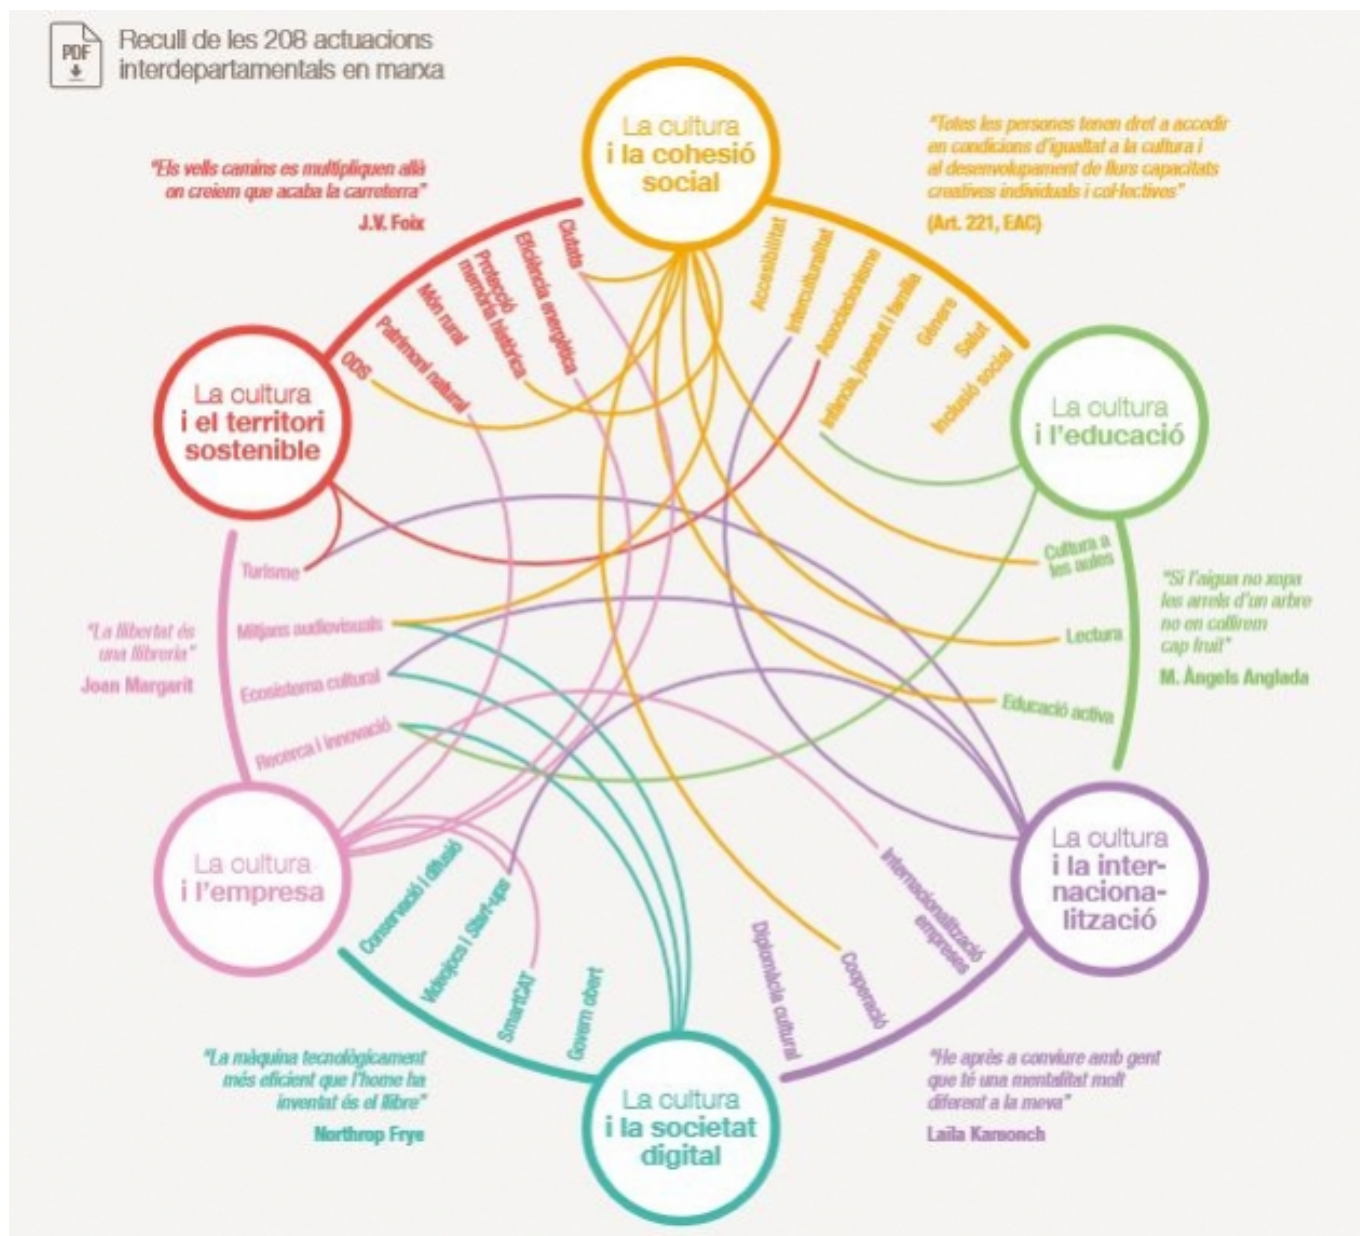 PDF
Recull de les 208 actuacions
interdepartamentals en marxa
La cultura
i la cohesió
social
"Totes les persones tenen dret a accedir
en condicions d'igualtat a la cultura i
al desenvolupament de llurs capacitats
creatives individuals i col·lectives"
(Art. 221, EAC)
"Els vells camins es multipliquen allà
on creiem que acaba la carreterra"
J.V. Foix
Ciutats
Eficiència energètica
Protecció
memòria històrica
Món rural
Patrimoni natural
ODS
Accesibilitat
Interculturalitat
Associacionisme
Infància, joventut i família
Gènere
Salut
Inclusió social
La cultura
i el territori
sostenible
La cultura
i l'educació
Turisme
Mitjans audiovisuals
Ecosistema cultural
Recerca i innovació
"La llibertat és
una llibreria"
Joan Margarit
Cultura a
les aules
Lectura
Educació activa
"Si l'aigua no xopa
les arrels d'un arbre
no en collirem
cap fruit"
M. Àngels Anglada
La cultura
i l'empresa
La cultura
i la inter-
naciona-
lització
Conservació i difusió
Videojocs i Start-ups
SmartCAT
Govern obert
Diplomàcia cultural
Cooperació
Internacionalització
empreses
"La màquina tecnològicament
més eficient que l'home ha
inventat és el llibre"
Northrop Frye
La cultura
i la societat
digital
"He après a conviure amb gent
que té una mentalitat molt
diferent a la meva"
Laila Karrouch